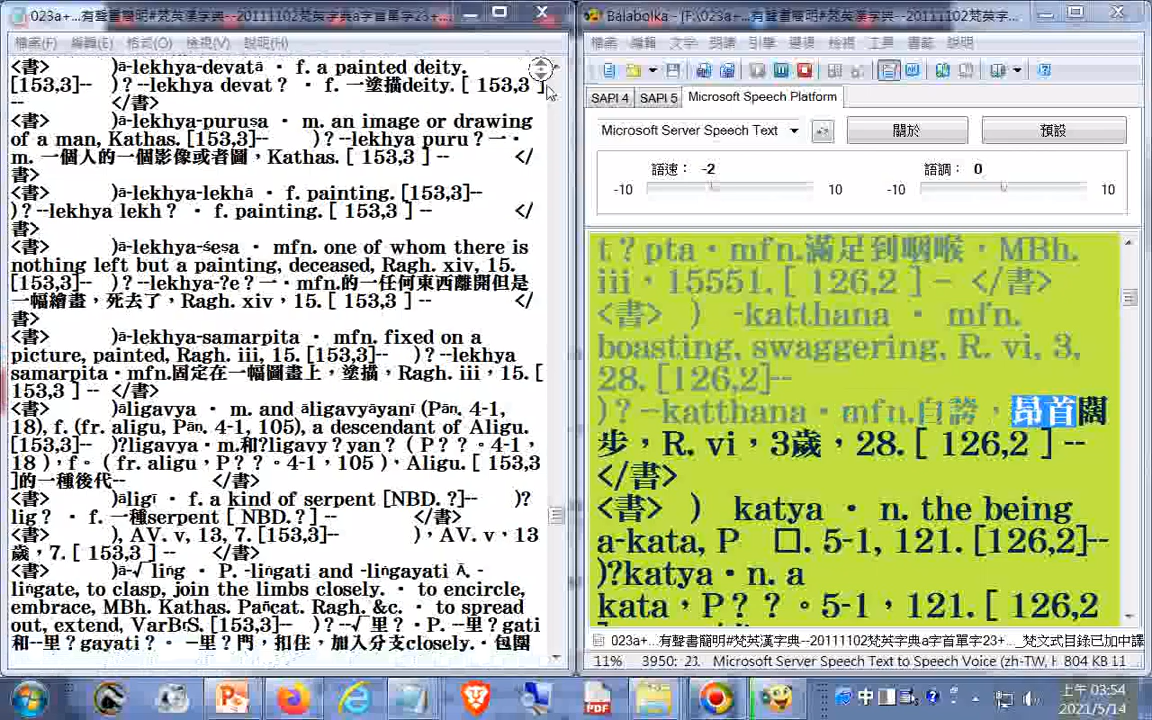 023a+...有聲書簡明#梵英漢字典--20111102梵英字典a字首單字23+...
檔案(F) 編輯(E) 格式(O) 檢視(V) 說明(H)
<書> )ā-lekhya-devatā • f. a painted deity.
[153,3]-- )? --lekhya devat ? • f. 一塗描deity. [ 153,3 ]
-- </書>
<書> )ā-lekhya-purusa • m. an image or drawing
of a man, Kathas. [153,3]-- )? --lekhya puru ? 一 •
m. 一個人的一個影像或者圖，Kathas. [ 153,3 ] -- </
書>
<書> )ā-lekhya-lekhā • f. painting. [153,3]--
)? --lekhya lekh ? • f. painting. [ 153,3 ] -- </
書>
<書> )ā-lekhya-śesa • mfn. one of whom there is
nothing left but a painting, deceased, Ragh. xiv, 15.
[153,3]-- )? --lekhya-?e ? 一 • mfn.的一任何東西離開但是
一幅繪畫，死去了，Ragh. xiv，15. [ 153,3 ] -- </
書>
<書> )ā-lekhya-samarpita • mfn. fixed on a
picture, painted, Ragh. iii, 15. [153,3]-- )? --lekhya
samarpita • mfn.固定在一幅圖畫上，塗描，Ragh. iii，15. [
153,3 ] -- </書>
<書> )āligavya • m. and āligavyāyanī (Pān. 4-1,
18), f. (fr. aligu, Pān. 4-1, 105), a descendant of Aligu.
[153,3]-- )?ligavya • m.和?ligavy ?yan ? ( P ? ? 。4-1，
18 ) , f 。 ( fr. aligu，P ? ? 。4-1，105 ) , Aligu. [ 153,3
]的一種後代-- </書>
<書> )āligī • f. a kind of serpent [NBD. ?]-- )?
lig ? • f. 一種serpent [ NBD. ? ] -- </書>
<書> ), AV. v, 13, 7. [153,3]-- )，AV. v，13
歲，7. [ 153,3 ] -- </書>
<書> )ā-√ liṅg • P. -liṅgati and -liṅgayati Ā. -
liṅgate, to clasp, join the limbs closely. • to encircle,
embrace, MBh. Kathas. Pañcat. Ragh. &c. • to spread
out, extend, VarBrS. [153,3]-- )? --√ 里 ? • P. --里 ? gati
和--里 ? gayati ? 。 --里 ? 門，扣住，加入分支closely. • 包圍
Balabolka - [F:\023a+...有聲書簡明#梵英漢字典--20111102梵英字...
檔案 編輯 文字 朗讀 引擎 選項 檢視 工具 書籤 說明
SAPI 4 SAPI 5 Microsoft Speech Platform
Microsoft Server Speech Text 關於 預設
語速： -2 語調： 0
-10 10 -10 10
t ? pta • mfn.滿足到咽喉，MBh.
iii，15551. [ 126,2 ] -- </書>
<書> ) -katthana • mfn.
boasting, swaggering, R. vi, 3,
28. [126,2]--
)? --katthana • mfn.自誇，昂首闊
步，R. vi，3歲，28. [ 126,2 ] --
</書>
<書> ) katya • n. the being
a-kata, P □. 5-1, 121. [126,2]--
)?katya • n. a
kata，P ? ? 。5-1，121. [ 126,2
023a+...有聲書簡明#梵英漢字典--20111102梵英字典a字首單字23+..._梵文式目錄已加中譯
11% 3950: 2 Microsoft Server Speech Text to Speech Voice (zh-TW, H 804 KB 11
中
上午 03:54
2021/5/14